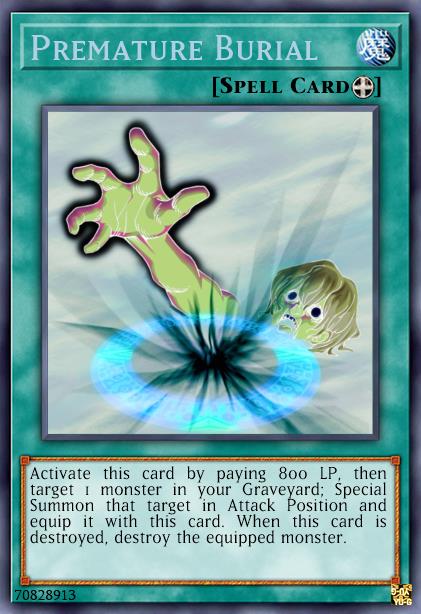 PREMATURE BURIAL
魔
[SPELL CARD]
Activate this card by paying 800 LP, then
target 1 monster in your Graveyard; Special
Summon that target in Attack Position and
equip it with this card. When this card is
destroyed, destroy the equipped monster.
70828913